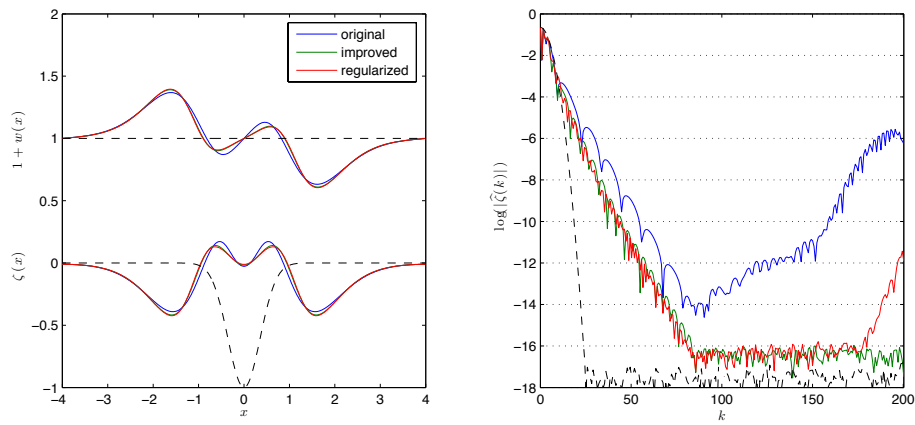 2
1.5
1
0.5
0
−0.5
−1
1 + w(x)
ζ(x)
original
improved
regularized
−4 −3 −2 −1 0 1 2 3 4
x
0
−2
−4
−6
−8
−10
−12
−14
−16
−18
log(|ζ̂(k)|)
0 50 100 150 200
k